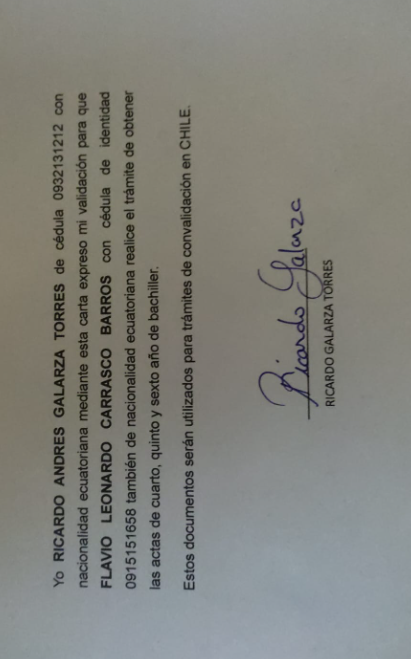 Yo RICARDO ANDRES GALARZA TORRES de cédula 0932131212 con
nacionalidad ecuatoriana mediante esta carta expreso mi validación para que
FLAVIO LEONARDO CARRASCO BARROS con cédula de identidad
0915151658 también de nacionalidad ecuatoriana realice el trámite de obtener
las actas de cuarto, quinto y sexto año de bachiller.
Estos documentos serán utilizados para trámites de convalidación en CHILE.
Ricardo Galarza
RICARDO GALARZA TORRES